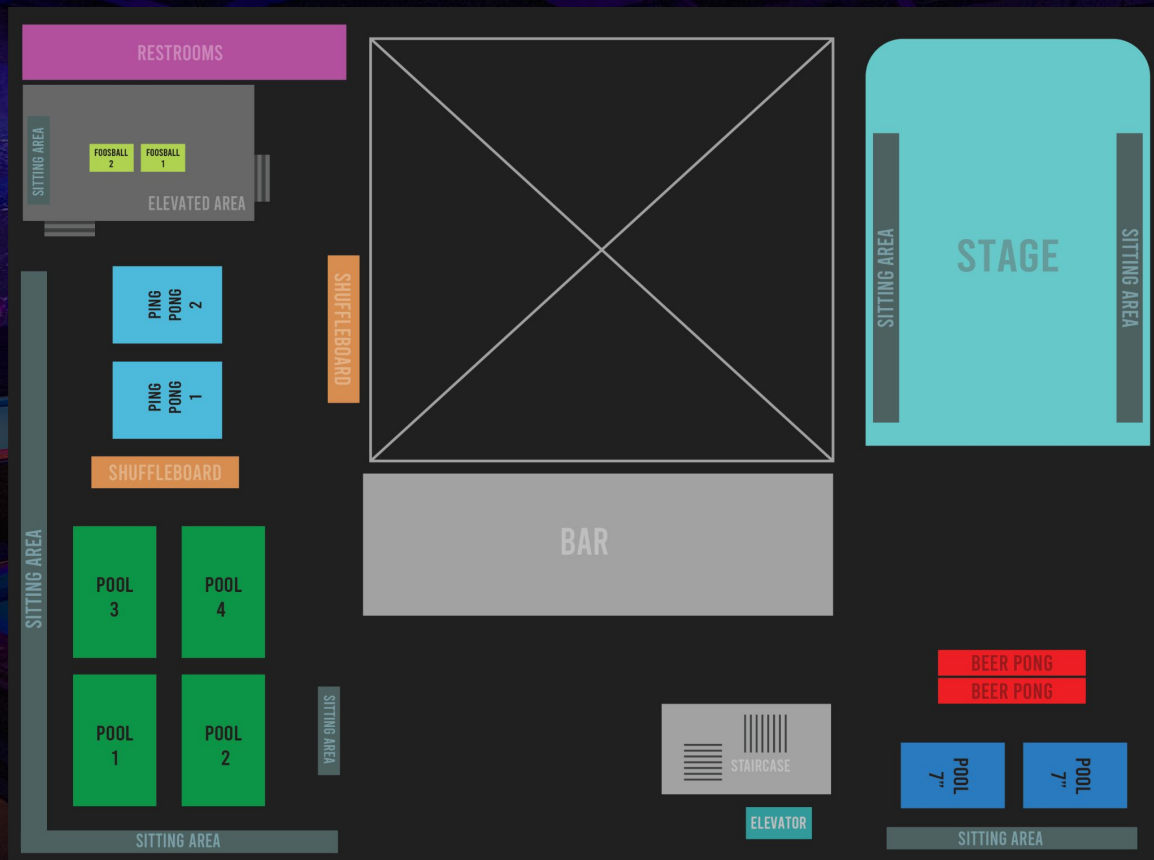 RESTROOMS
SITTING AREA
FOOSBALL
2
FOOSBALL
1
ELEVATED AREA
PING
PONG
2
PING
PONG
1
SHUFFLEBOARD
SHUFFLEBOARD
SITTING AREA
POOL
3
POOL
4
POOL
1
POOL
2
SITTING AREA
SITTING AREA
BAR
STAGE
SITTING AREA
SITTING AREA
STAIRCASE
ELEVATOR
BEER PONG
BEER PONG
POOL
7"
POOL
7"
SITTING AREA